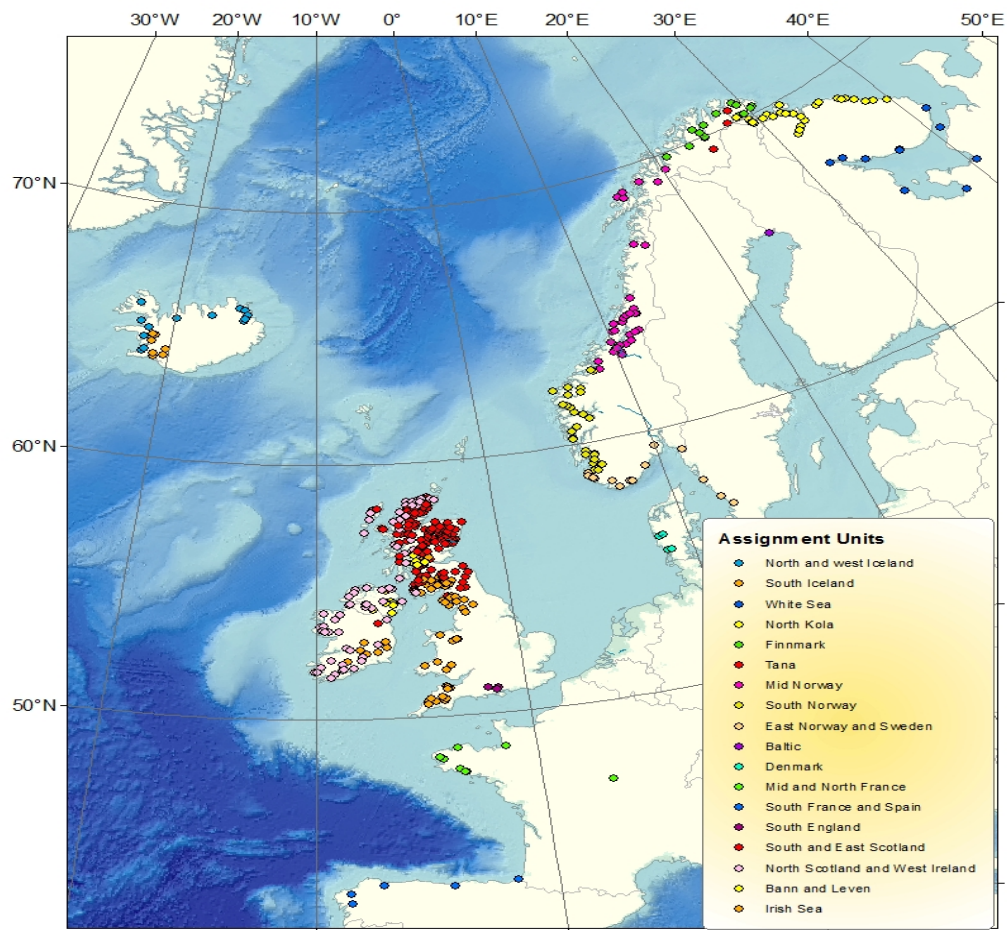 30°W 20°W 10°W 0° 10°E 20°E 30°E 40°E 50°E
70°N
60°N
50°N
Assignment Units
North and west Iceland
South Iceland
White Sea
North Kola
Finnmark
Tana
Mid Norway
South Norway
East Norway and Sweden
Baltic
Denmark
Mid and North France
South France and Spain
South England
South and East Scotland
North Scotland and West Ireland
Bann and Leven
Irish Sea